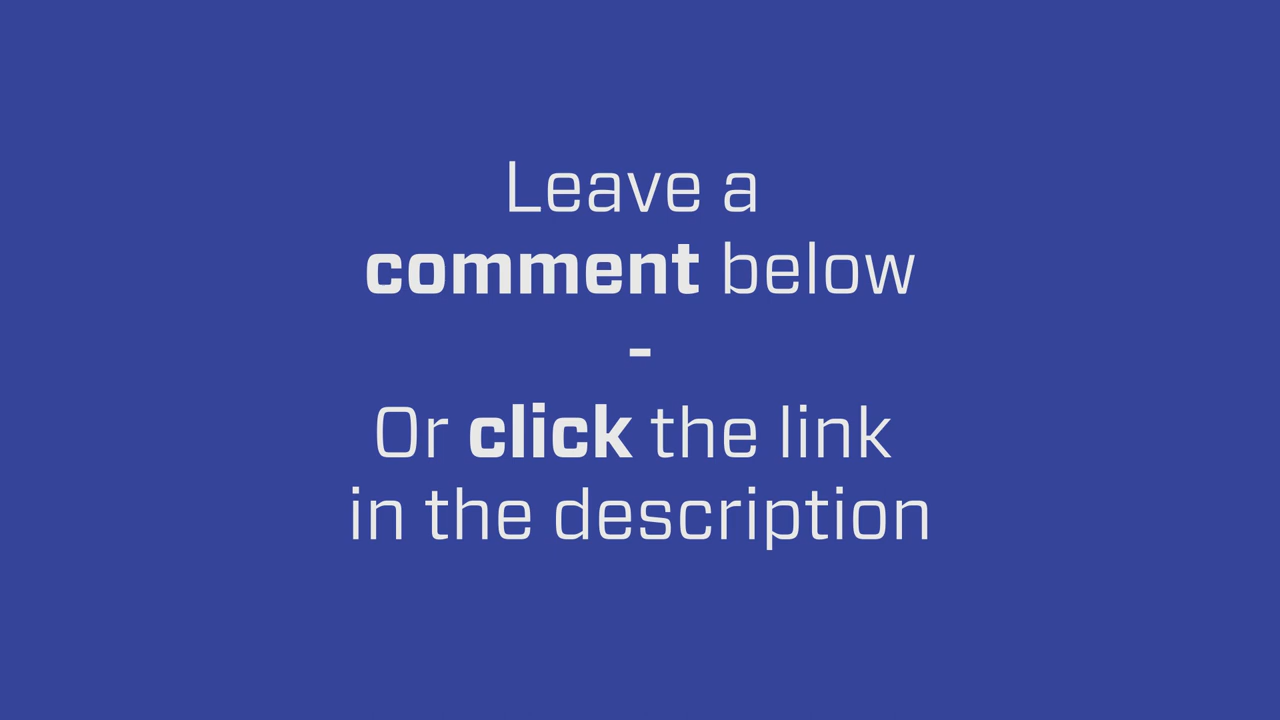 Leave a
comment below
-
Or click the link
in the description